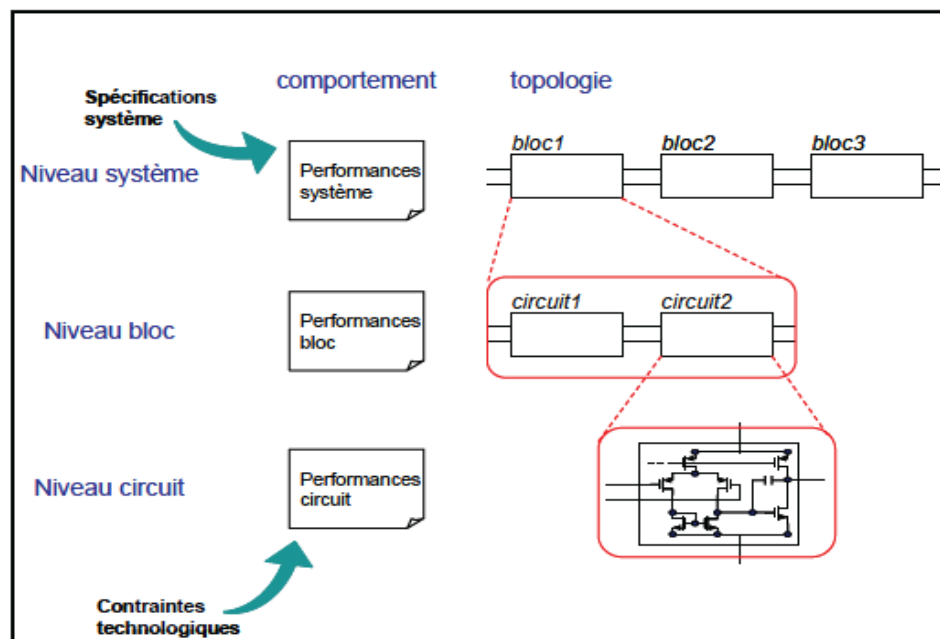 comportement
topologie
Spécifications
système
Niveau système
Performances
système
bloc1
bloc2
bloc3
Niveau bloc
Performances
bloc
circuit1
circuit2
Niveau circuit
Performances
circuit
Contraintes
technologiques